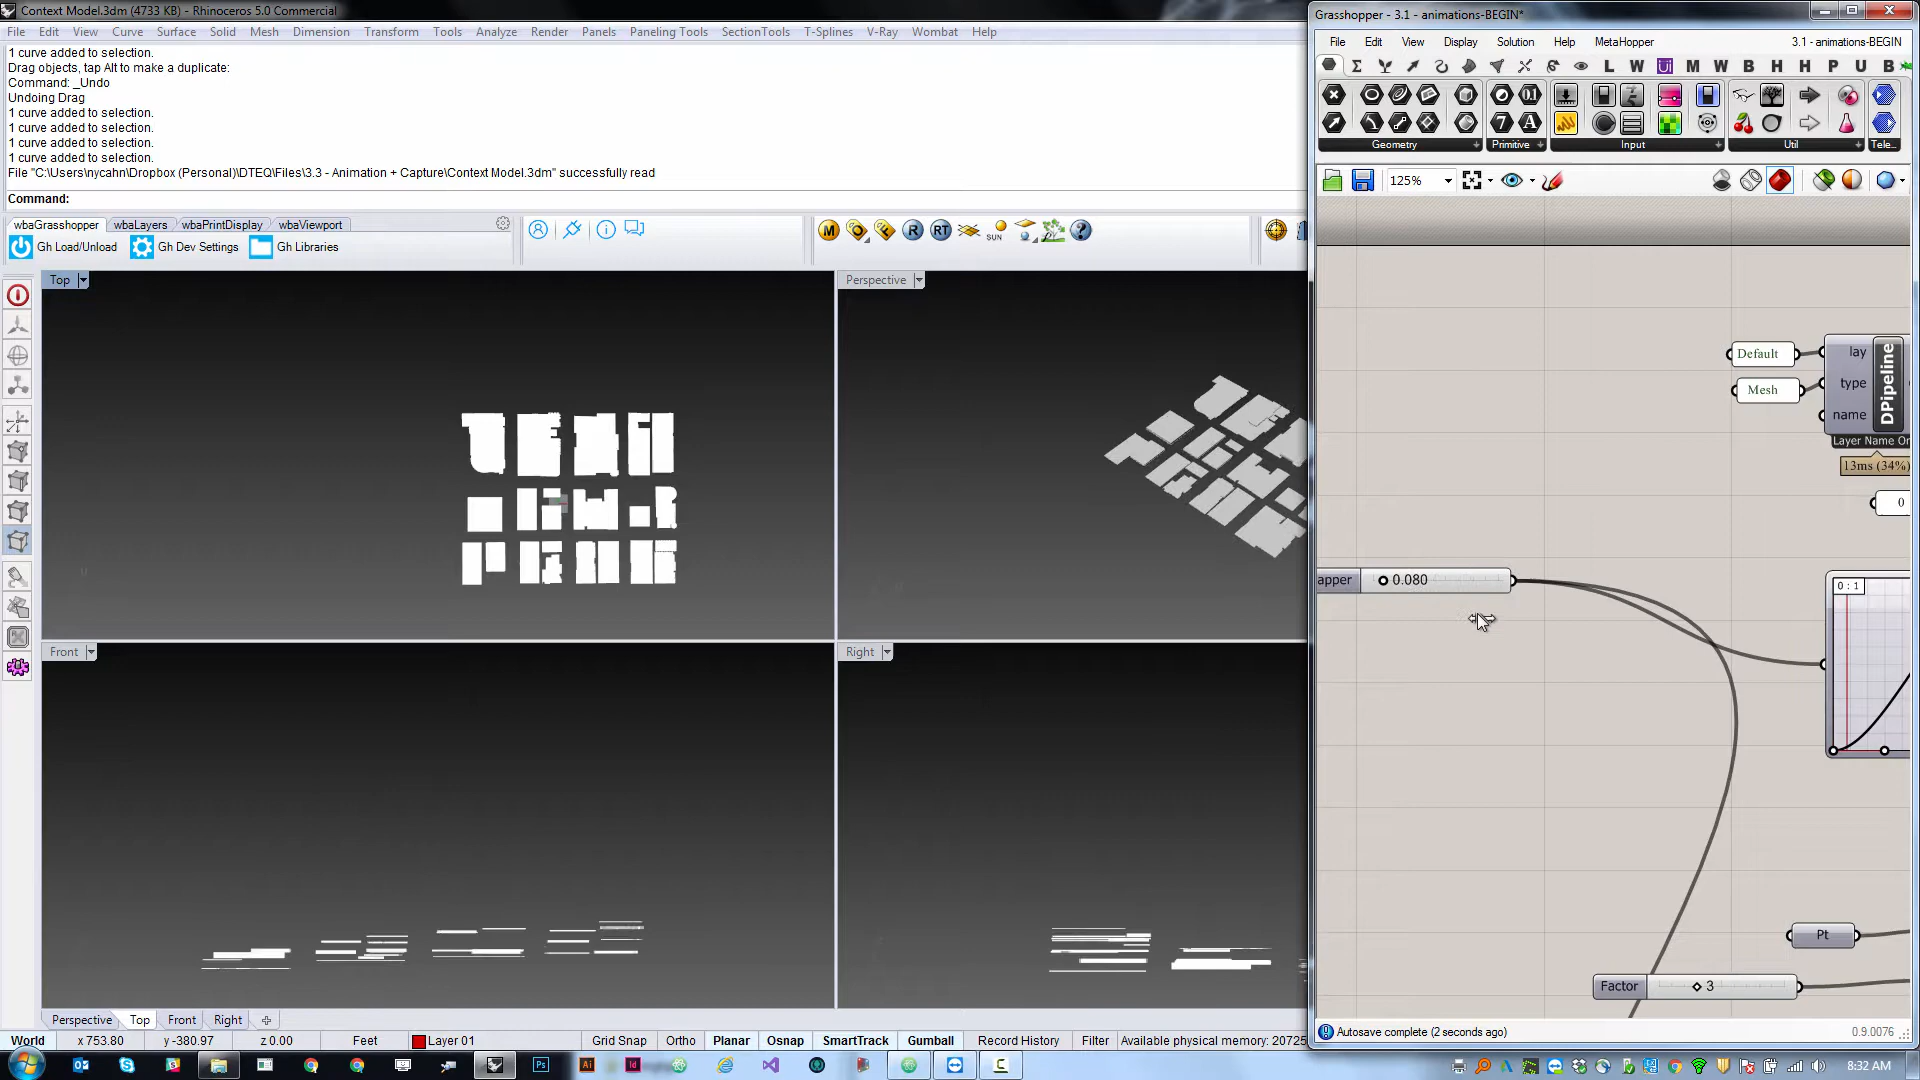 Context Model.3dm (4733 KB) - Rhinoceros 5.0 Commercial
File Edit View Curve Surface Solid Mesh Dimension Transform Tools Analyze Render Panels Paneling Tools SectionTools T-Splines V-Ray Wombat Help
1 curve added to selection.
Drag objects, tap Alt to make a duplicate:
Command: _Undo
Undoing Drag
1 curve added to selection.
1 curve added to selection.
1 curve added to selection.
1 curve added to selection.
File "C:\Users\nycahn\Dropbox (Personal)\DTEQ\Files\3.3 - Animation + Capture\Context Model.3dm" successfully read
Command:
wbaGrasshopper wbaLayers wbaPrintDisplay wbaViewport
Gh Load/Unload Gh Dev Settings Gh Libraries
M R RT SUN
Top
Perspective
Front
Right
Perspective Top Front Right
World x 753.80 y -380.97 z 0.00 Feet Layer 01 Grid Snap Ortho Planar Osnap SmartTrack Gumball Record History Filter Available physical memory: 20725
Grasshopper - 3.1 - animations-BEGIN*
File Edit View Display Solution Help MetaHopper 3.1 - animations-BEGIN
L W Ui M W B H H P U B
Geometry Primitive Input Util Tele...
125%
Default
Mesh
lay
type
name
DPipeline
Layer Name Or
13ms (34%)
0
apper 0.080
0 : 1
Pt
Factor 3
Autosave complete (2 seconds ago)
0.9.0076
8:32 AM